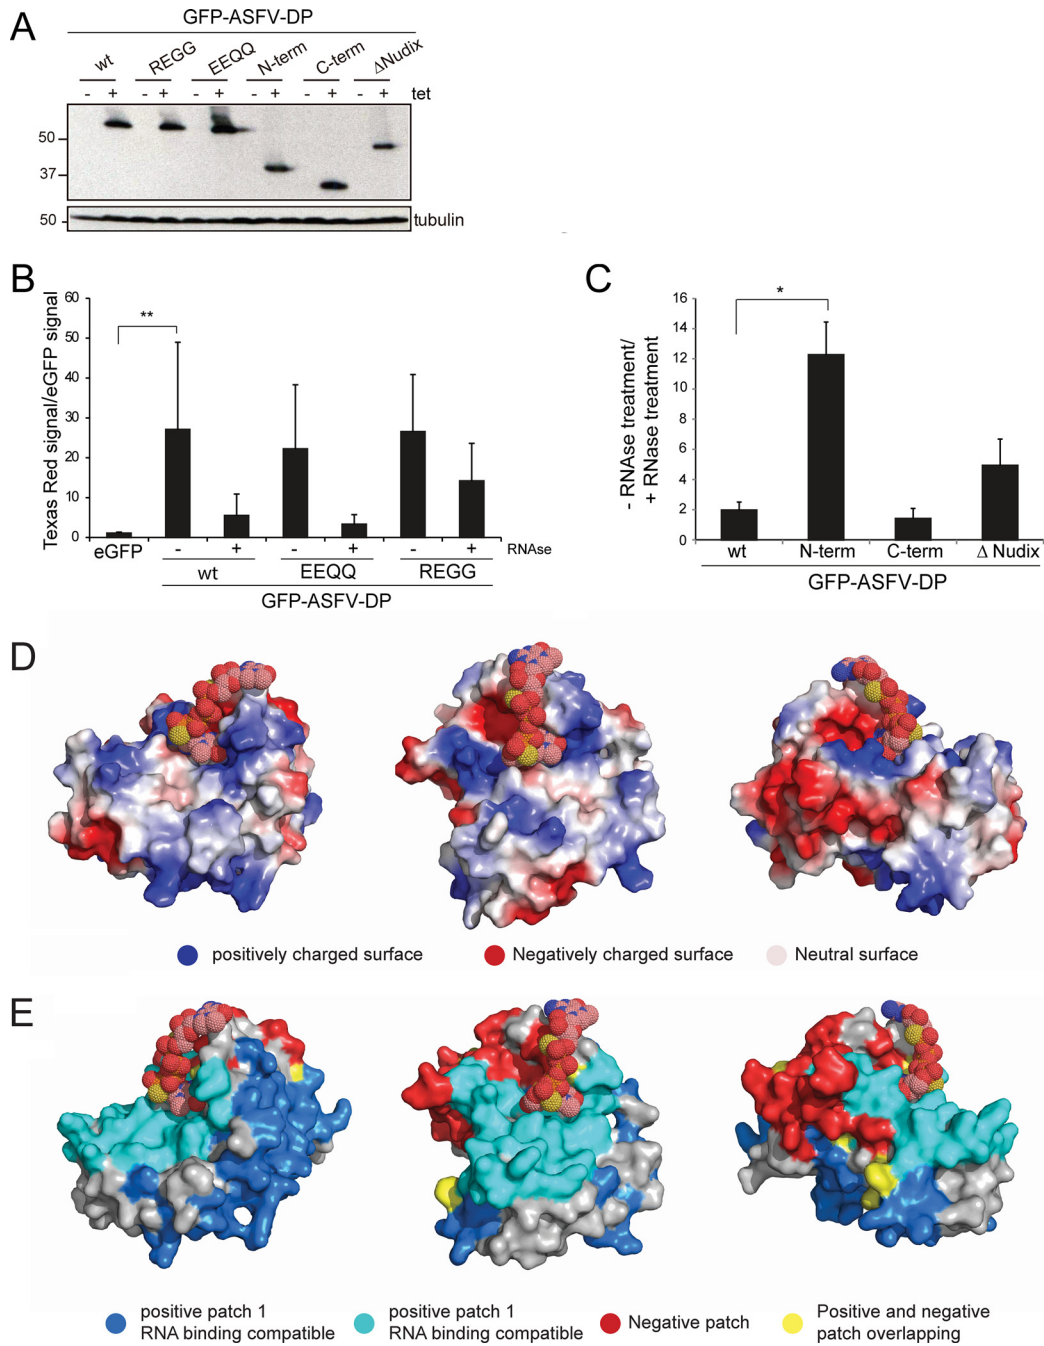 A
GFP-ASFV-DP
wt REGG EEQQ N-term C-term ΔNudix
- + - + - + - + - + - + tet
50
37
50 tubulin
B
Texas Red signal/eGFP signal
60
50
40
30
20
10
0
**
eGFP - + - + - + RNAse
wt EEQQ REGG
GFP-ASFV-DP
C
- RNAse treatment/
+ RNase treatment
16
14
12
10
8
6
4
2
0
*
wt N-term C-term Δ Nudix
GFP-ASFV-DP
D
positively charged surface Negatively charged surface Neutral surface
E
positive patch 1
RNA binding compatible
positive patch 1
RNA binding compatible
Negative patch
Positive and negative
patch overlapping